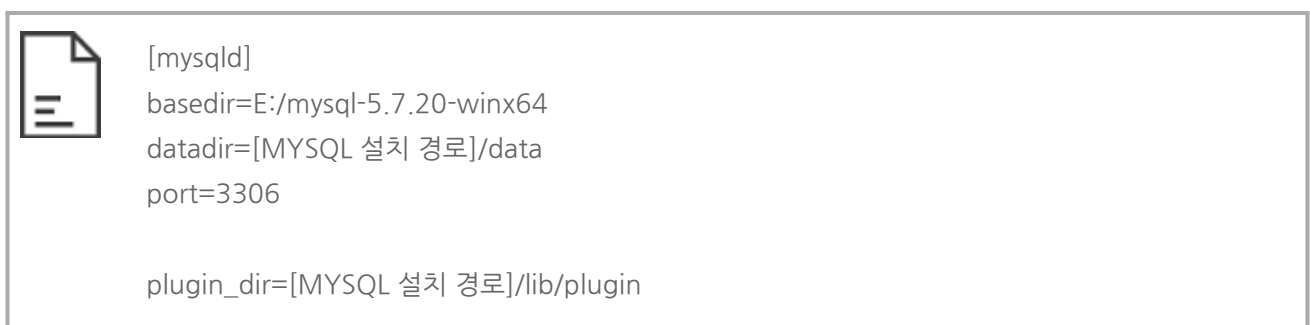 [mysqld]
basedir=E:/mysql-5.7.20-winx64
datadir=[MYSQL 설치 경로]/data
port=3306
plugin_dir=[MYSQL 설치 경로]/lib/plugin